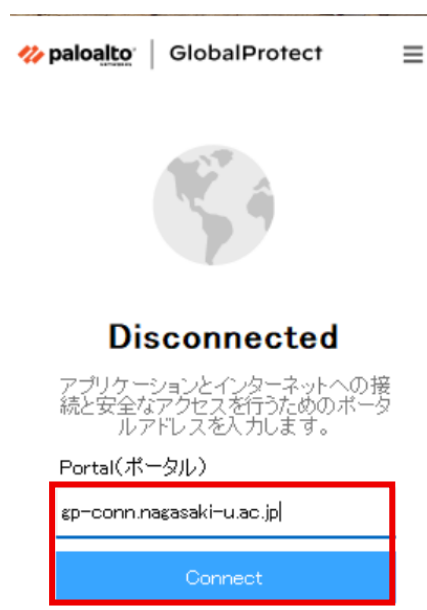 paloalto NETWORKS | GlobalProtect
Disconnected
アプリケーションとインターネットへの接
続と安全なアクセスを行うためのポータ
ルアドレスを入力します。
Portal(ポータル)
gp-conn.nagasaki-u.ac.jp
Connect